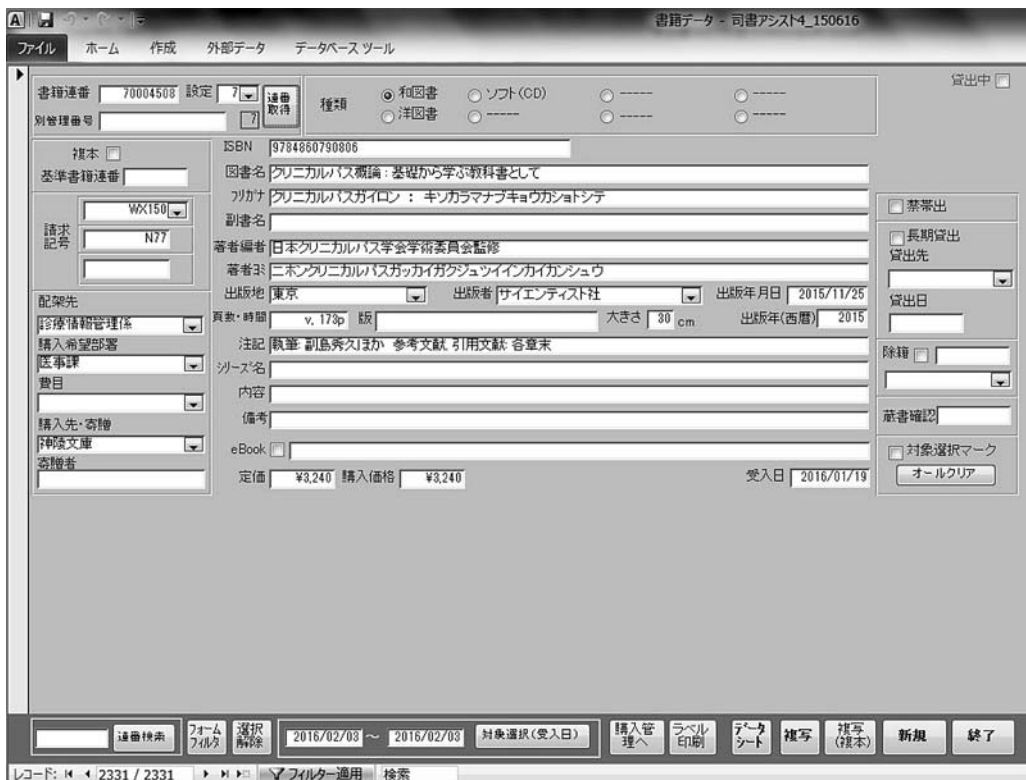 書籍データ - 司書アシスト4_150616
ファイル ホーム 作成 外部データ データベース ツール
貸出中
書籍連番 70004508 設定 7 連番取得
別管理番号 7
種類 和図書 ソフト(CD) ----- -----
洋図書 ----- ----- -----
複本
基準書籍連番
請求記号 WX150
N77
配架先
診療情報管理係
購入希望部署
医事課
費目
購入先・寄贈
神陵文庫
寄贈者
ISBN 9784860790806
図書名 クリニカルパス概論:基礎から学ぶ教科書として
フリガナ クリニカルパスガイロン : キソカラマナブキョウカショトシテ
副書名
著者編者 日本クリニカルパス学会学術委員会監修
著者ヨミ ニホンクリニカルパスガッカイガクジュツイインカイカンシュウ
出版地 東京 出版者 サイエンティスト社 出版年月日 2015/11/25
頁数・時間 v, 173p 版 大きさ 30 cm 出版年(西暦) 2015
注記 執筆: 副島秀久ほか 参考文献, 引用文献: 各章末
シリーズ名
内容
備考
eBook
定価 ¥3,240 購入価格 ¥3,240 受入日 2016/01/19
禁帯出
長期貸出
貸出先
貸出日
除籍
蔵書確認
対象選択マーク
オールクリア
連番検索 フォームフィルタ 選択解除 2016/02/03 ~ 2016/02/03 対象選択(受入日) 購入管理へ ラベル印刷 データシート 複写 複写(複本) 新規 終了
レコード: 2331 / 2331 フィルター適用 検索